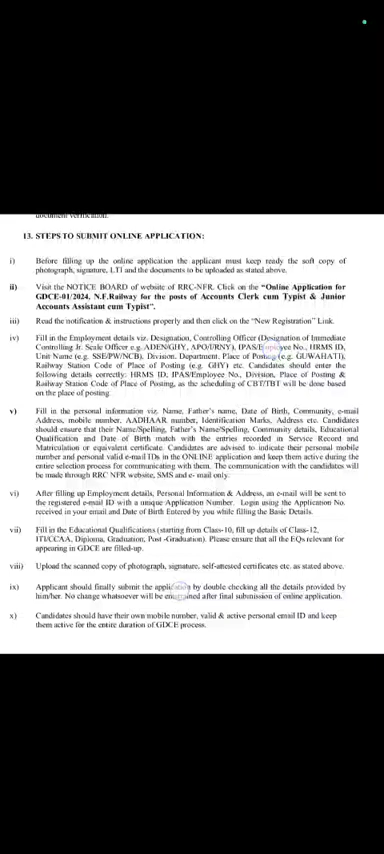 document verification.
13. STEPS TO SUBMIT ONLINE APPLICATION:
i) Before filling up the online application the applicant must keep ready the soft copy of
photograph, signature, LTI and the documents to be uploaded as stated above.
ii) Visit the NOTICE BOARD of website of RRC-NFR. Click on the "Online Application for
GDCE-01/2024, N.F.Railway for the posts of Accounts Clerk cum Typist & Junior
Accounts Assistant cum Typist".
iii) Read the notification & instructions properly and then click on the "New Registration" Link.
iv) Fill in the Employment details viz. Designation, Controlling Officer (Designation of Immediate
Controlling Jr. Scale Officer e.g.ADEN/GHY, APO/I/RNY), IPAS/Employee No., HRMS ID,
Unit Name (e.g. SSE/PW/NCB), Division, Department, Place of Posting (e.g. GUWAHATI),
Railway Station Code of Place of Posting (e.g. GHY) etc. Candidates should enter the
following details correctly: HRMS ID, IPAS/Employee No., Division, Place of Posting &
Railway Station Code of Place of Posting, as the scheduling of CBT/TBT will be done based
on the place of posting.
v) Fill in the personal information viz. Name, Father's name, Date of Birth, Community, e-mail
Address, mobile number, AADHAAR number, Identification Marks, Address etc. Candidates
should ensure that their Name/Spelling, Father's Name/Spelling, Community details, Educational
Qualification and Date of Birth match with the entries recorded in Service Record and
Matriculation or equivalent certificate. Candidates are advised to indicate their personal mobile
number and personal valid e-mail IDs in the ONLINE application and keep them active during the
entire selection process for communicating with them. The communication with the candidates will
be made through RRC NFR website, SMS and e- mail only.
vi) After filling up Employment details, Personal Information & Address, an e-mail will be sent to
the registered e-mail ID with a unique Application Number. Login using the Application No.
received in your email and Date of Birth Entered by you while filling the Basic Details.
vii) Fill in the Educational Qualifications (starting from Class-10, fill up details of Class-12,
ITI/CCAA, Diploma, Graduation, Post -Graduation). Please ensure that all the EQs relevant for
appearing in GDCE are filled-up.
viii) Upload the scanned copy of photograph, signature, self-attested certificates etc. as stated above.
ix) Applicant should finally submit the application by double checking all the details provided by
him/her. No change whatsoever will be entertained after final submission of online application.
x) Candidates should have their own mobile number, valid & active personal email ID and keep
them active for the entire duration of GDCE process.